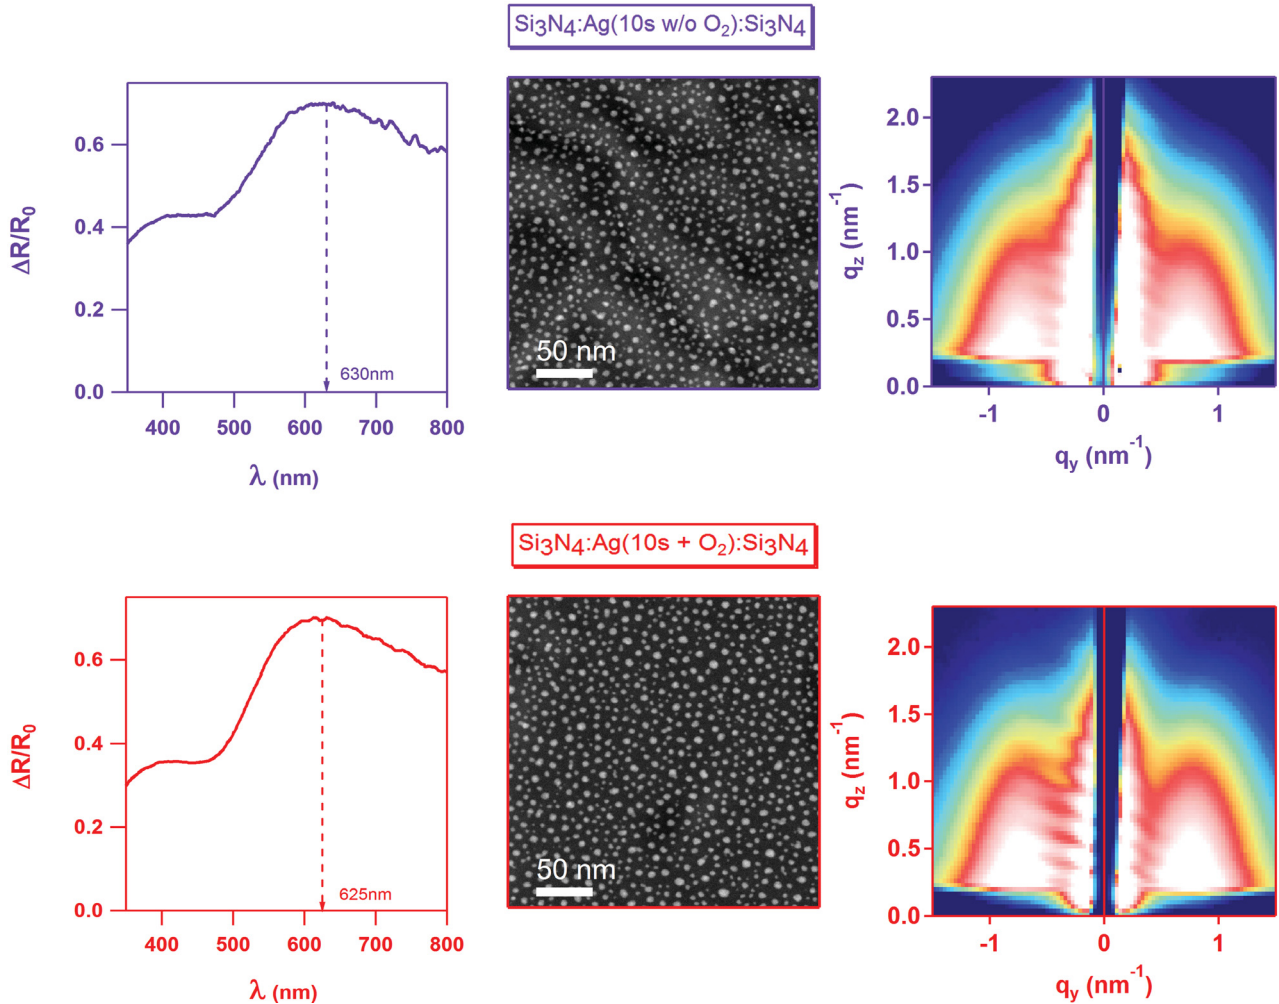 Si3N4:Ag(10s w/o O2):Si3N4
ΔR/R0
0.6
0.4
0.2
0.0
400 500 600 700 800
λ (nm)
630nm
50 nm
qz (nm-1)
2.0
1.5
1.0
0.5
0.0
-1 0 1
qy (nm-1)
Si3N4:Ag(10s + O2):Si3N4
ΔR/R0
0.6
0.4
0.2
0.0
400 500 600 700 800
λ (nm)
625nm
50 nm
qz (nm-1)
2.0
1.5
1.0
0.5
0.0
-1 0 1
qy (nm-1)